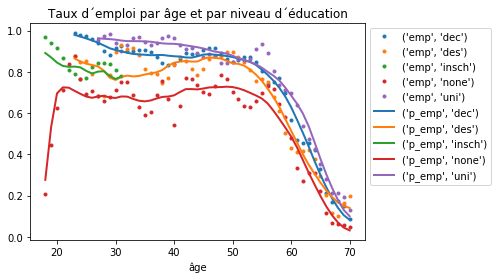 Taux d´emploi par âge et par niveau d´éducation
1.0
0.8
0.6
0.4
0.2
0.0
20
30
40
50
60
70
âge
('emp', 'dec')
('emp', 'des')
('emp', 'insch')
('emp', 'none')
('emp', 'uni')
('p_emp', 'dec')
('p_emp', 'des')
('p_emp', 'insch')
('p_emp', 'none')
('p_emp', 'uni')